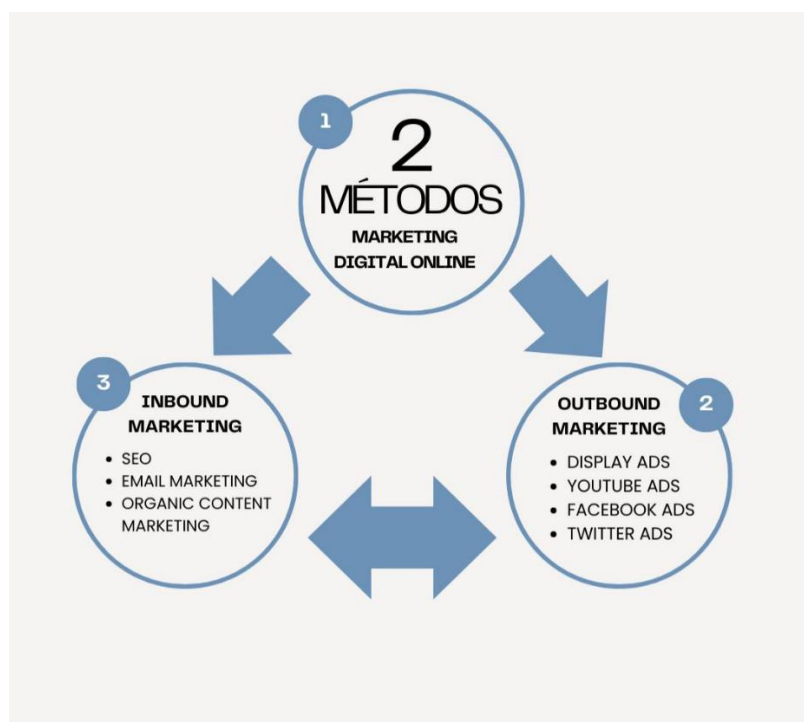 1
2
MÉTODOS
MARKETING
DIGITAL ONLINE
3
INBOUND
MARKETING
• SEO
• EMAIL MARKETING
• ORGANIC CONTENT
MARKETING
2
OUTBOUND
MARKETING
• DISPLAY ADS
• YOUTUBE ADS
• FACEBOOK ADS
• TWITTER ADS